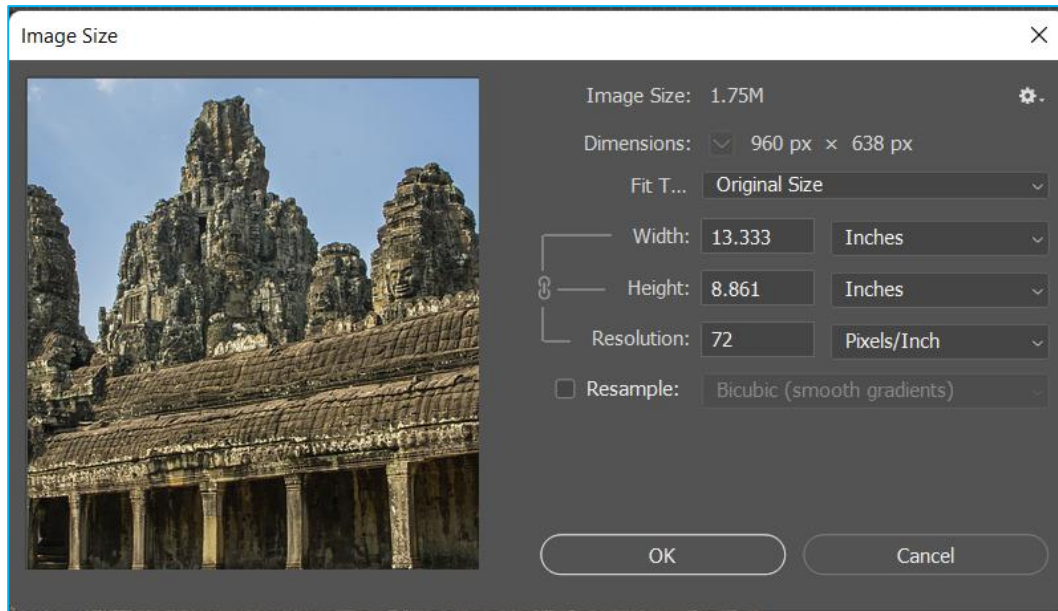 Image Size
Image Size: 1.75M
Dimensions: 960 px × 638 px
Fit T... Original Size
Width: 13.333 Inches
Height: 8.861 Inches
Resolution: 72 Pixels/Inch
Resample: Bicubic (smooth gradients)
OK Cancel